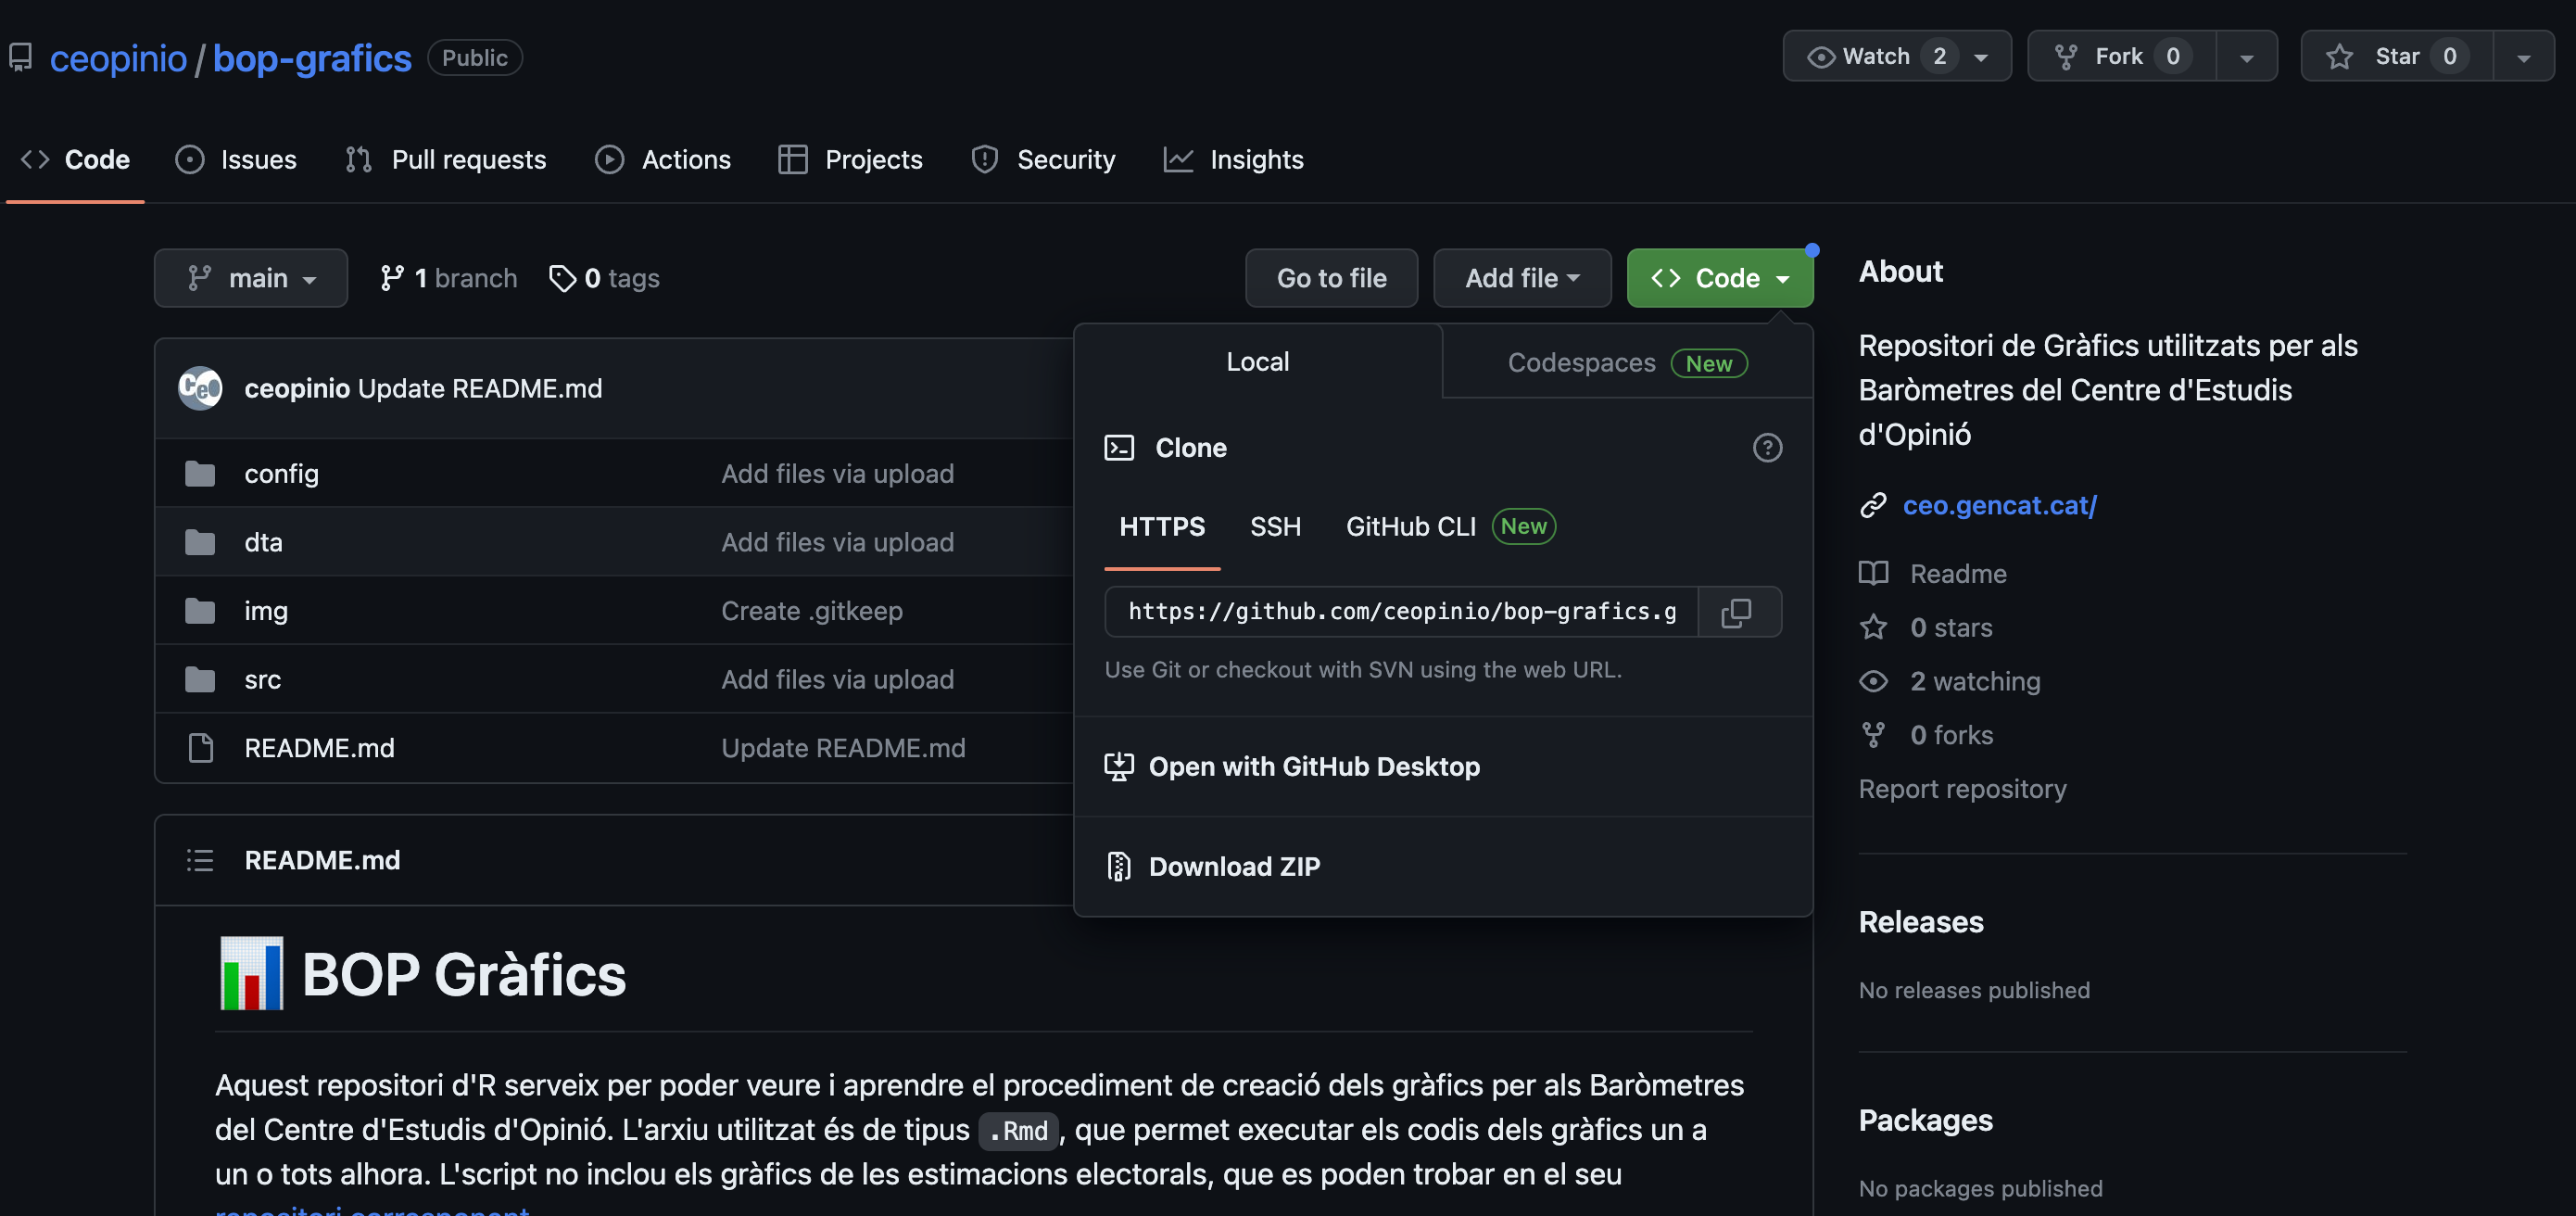 ceopinio / bop-grafics Public
Watch 2
Fork 0
Star 0
Code
Issues
Pull requests
Actions
Projects
Security
Insights
main
1 branch
0 tags
Go to file
Add file
Code
ceopinio Update README.md
config Add files via upload
dta Add files via upload
img Create .gitkeep
src Add files via upload
README.md Update README.md
Local
Codespaces New
Clone
HTTPS SSH GitHub CLI New
https://github.com/ceopinio/bop-grafics.g
Use Git or checkout with SVN using the web URL.
Open with GitHub Desktop
Download ZIP
README.md
BOP Gràfics
Aquest repositori d'R serveix per poder veure i aprendre el procediment de creació dels gràfics per als Baròmetres
del Centre d'Estudis d'Opinió. L'arxiu utilitzat és de tipus .Rmd, que permet executar els codis dels gràfics un a
un o tots alhora. L'script no inclou els gràfics de les estimacions electorals, que es poden trobar en el seu
repositori corresponent
About
Repositori de Gràfics utilitzats per als
Baròmetres del Centre d'Estudis
d'Opinió
ceo.gencat.cat/
Readme
0 stars
2 watching
0 forks
Report repository
Releases
No releases published
Packages
No packages published